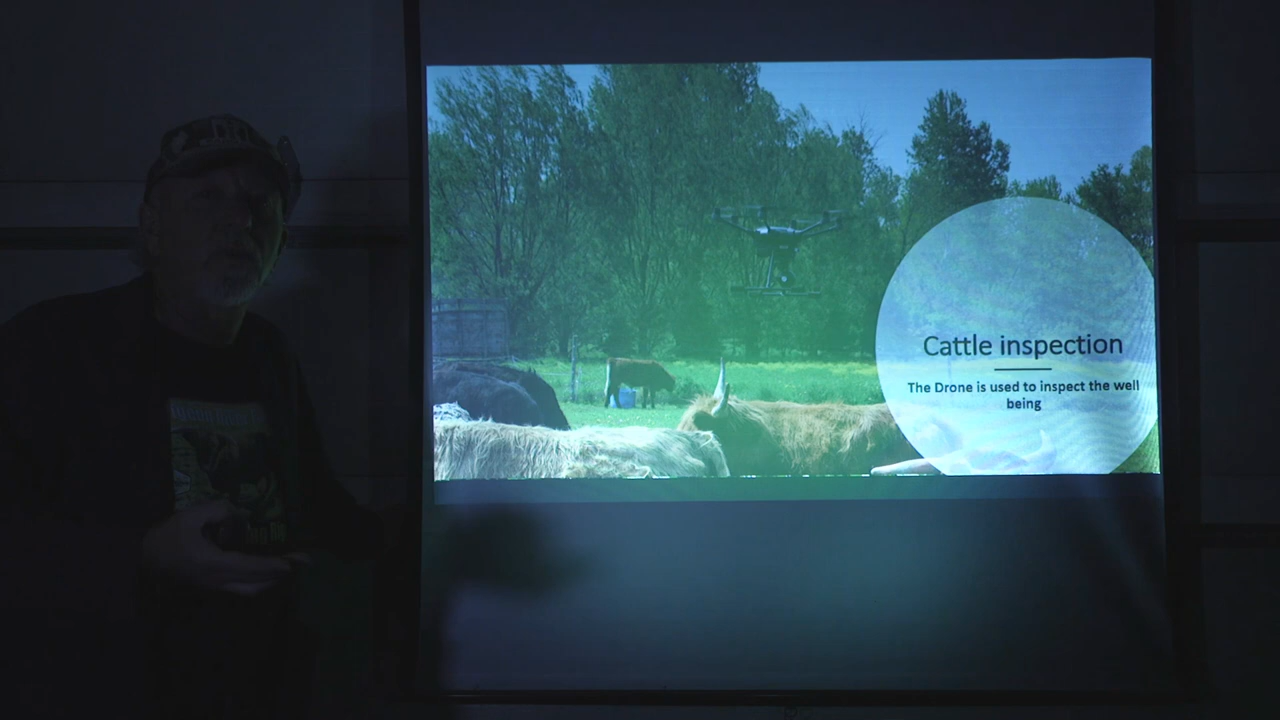 Cattle inspection
The Drone is used to inspect the well
being